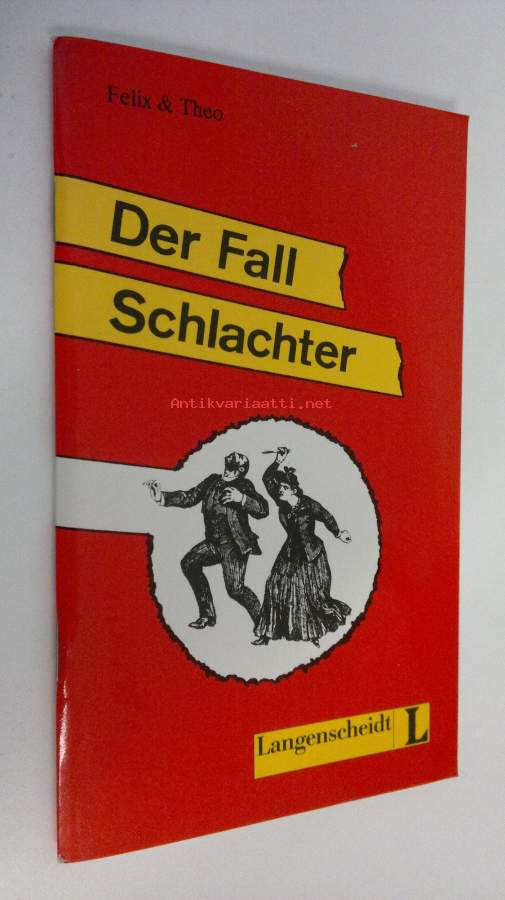 Felix & Theo
Der Fall
Schlachter
Antikvariaatti.net
Langenscheidt L